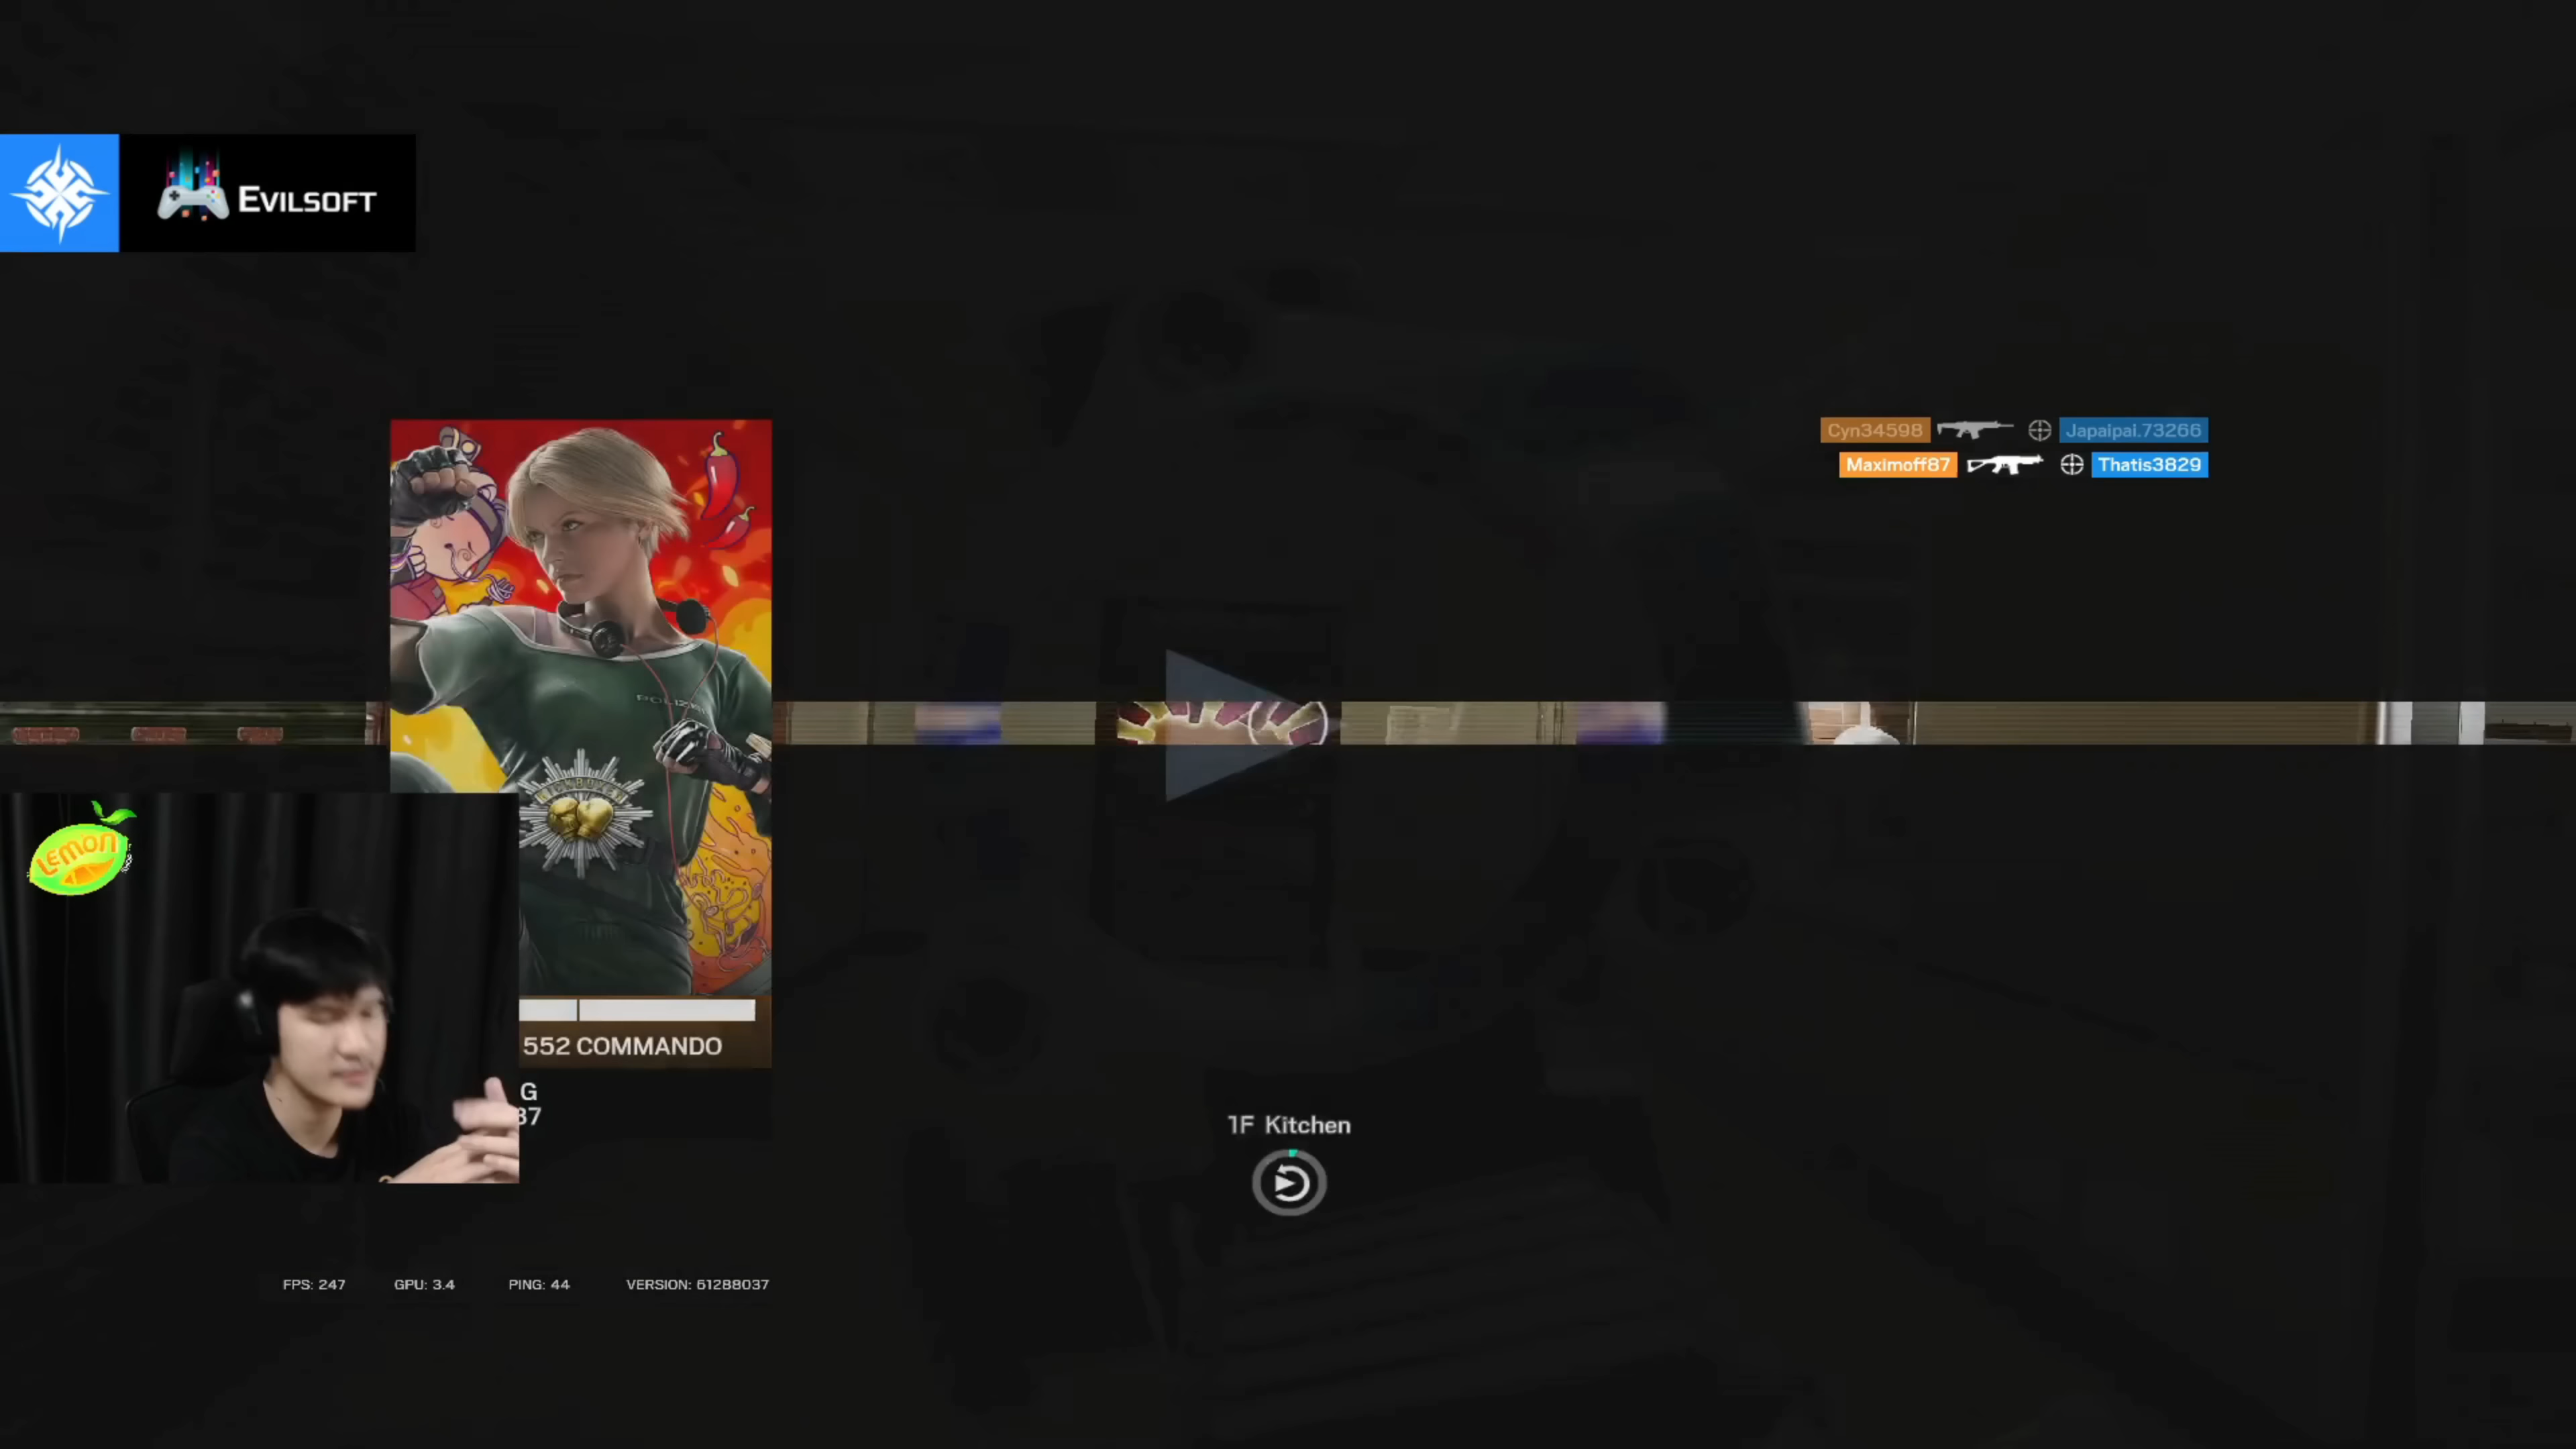 EVILSOFT
Cyn34598 Japaipai.73266
Maximoff87 Thatis3829
LEMON
552 COMMANDO
G
87
1F Kitchen
FPS: 247 GPU: 3.4 PING: 44 VERSION: 61288037